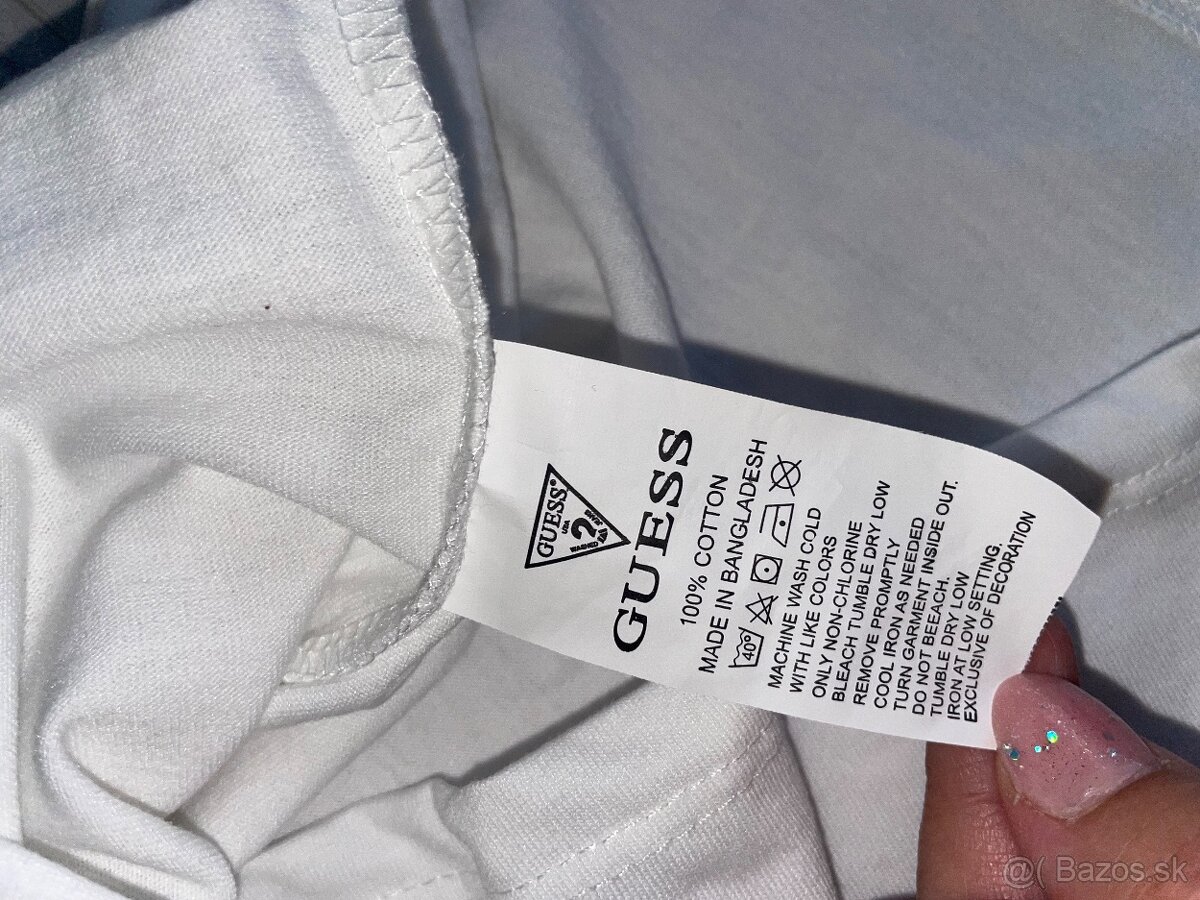 GUESS®
USA
?
WASHED
GUESS
100% COTTON
MADE IN BANGLADESH
40°
MACHINE WASH COLD
WITH LIKE COLORS
ONLY NON-CHLORINE
BLEACH TUMBLE DRY LOW
REMOVE PROMPTLY
COOL IRON AS NEEDED
TURN GARMENT INSIDE OUT.
DO NOT BEEACH.
TUMBLE DRY LOW
IRON AT LOW SETTING.
EXCLUSIVE OF DECORATION
@( Bazos.sk